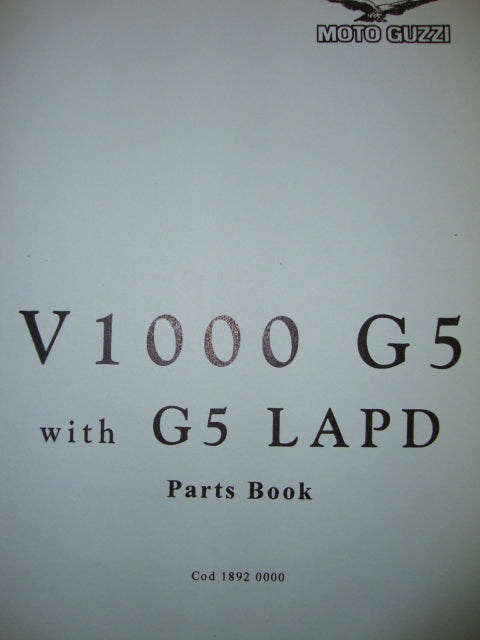 MOTO GUZZI
V1000 G5
with G5 LAPD
Parts Book
Cod 1892 0000